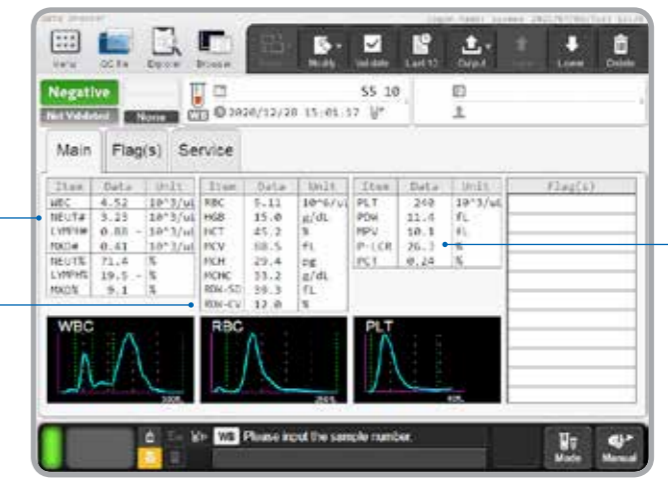 Menu QC file Explorer Browser Modify Validate Last 10 Output Upper Lower Delete
Negative
Not Validated None
SS 10
WB 2020/12/28 15:01:17
Main Flag(s) Service
Item Data Unit Item Data Unit Item Data Unit Flag(s)
WBC 4.52 10^3/uL RBC 5.11 10^6/uL PLT 240 10^3/uL
NEUT# 3.23 10^3/uL HGB 15.0 g/dL PDW 11.4 fL
LYMPH# 0.88 - 10^3/uL HCT 45.2 % MPV 10.1 fL
MXD# 0.41 10^3/uL MCV 88.5 fL P-LCR 26.3 %
NEUT% 71.4 % MCH 29.4 pg PCT 0.24 %
LYMPH% 19.5 - % MCHC 33.2 g/dL
MXD% 9.1 % RDW-SD 39.3 fL
RDW-CV 12.0 %
WBC RBC PLT
WB Please input the sample number.
Mode Manual